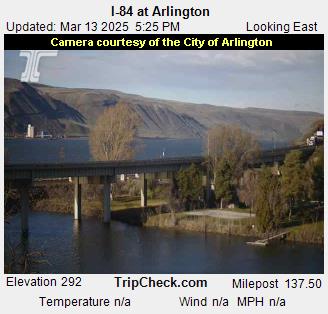 I-84 at Arlington
Updated: Mar 13 2025 5:25 PM Looking East
Camera courtesy of the City of Arlington
Elevation 292 TripCheck.com Milepost 137.50
Temperature n/a Wind n/a MPH n/a